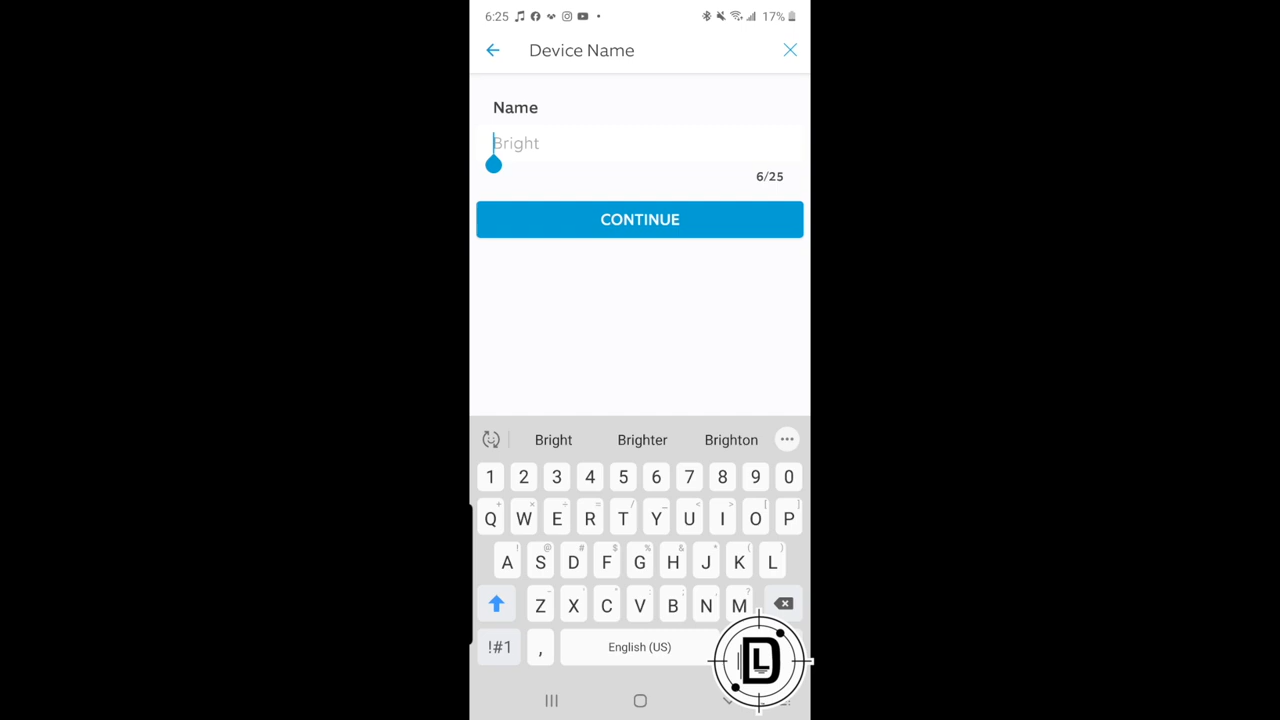 6:25 17%
Device Name
Name
Bright
6/25
CONTINUE
Bright Brighter Brighton
1 2 3 4 5 6 7 8 9 0
Q W E R T Y U I O P
A S D F G H J K L
Z X C V B N M
!#1 , English (US)
DL